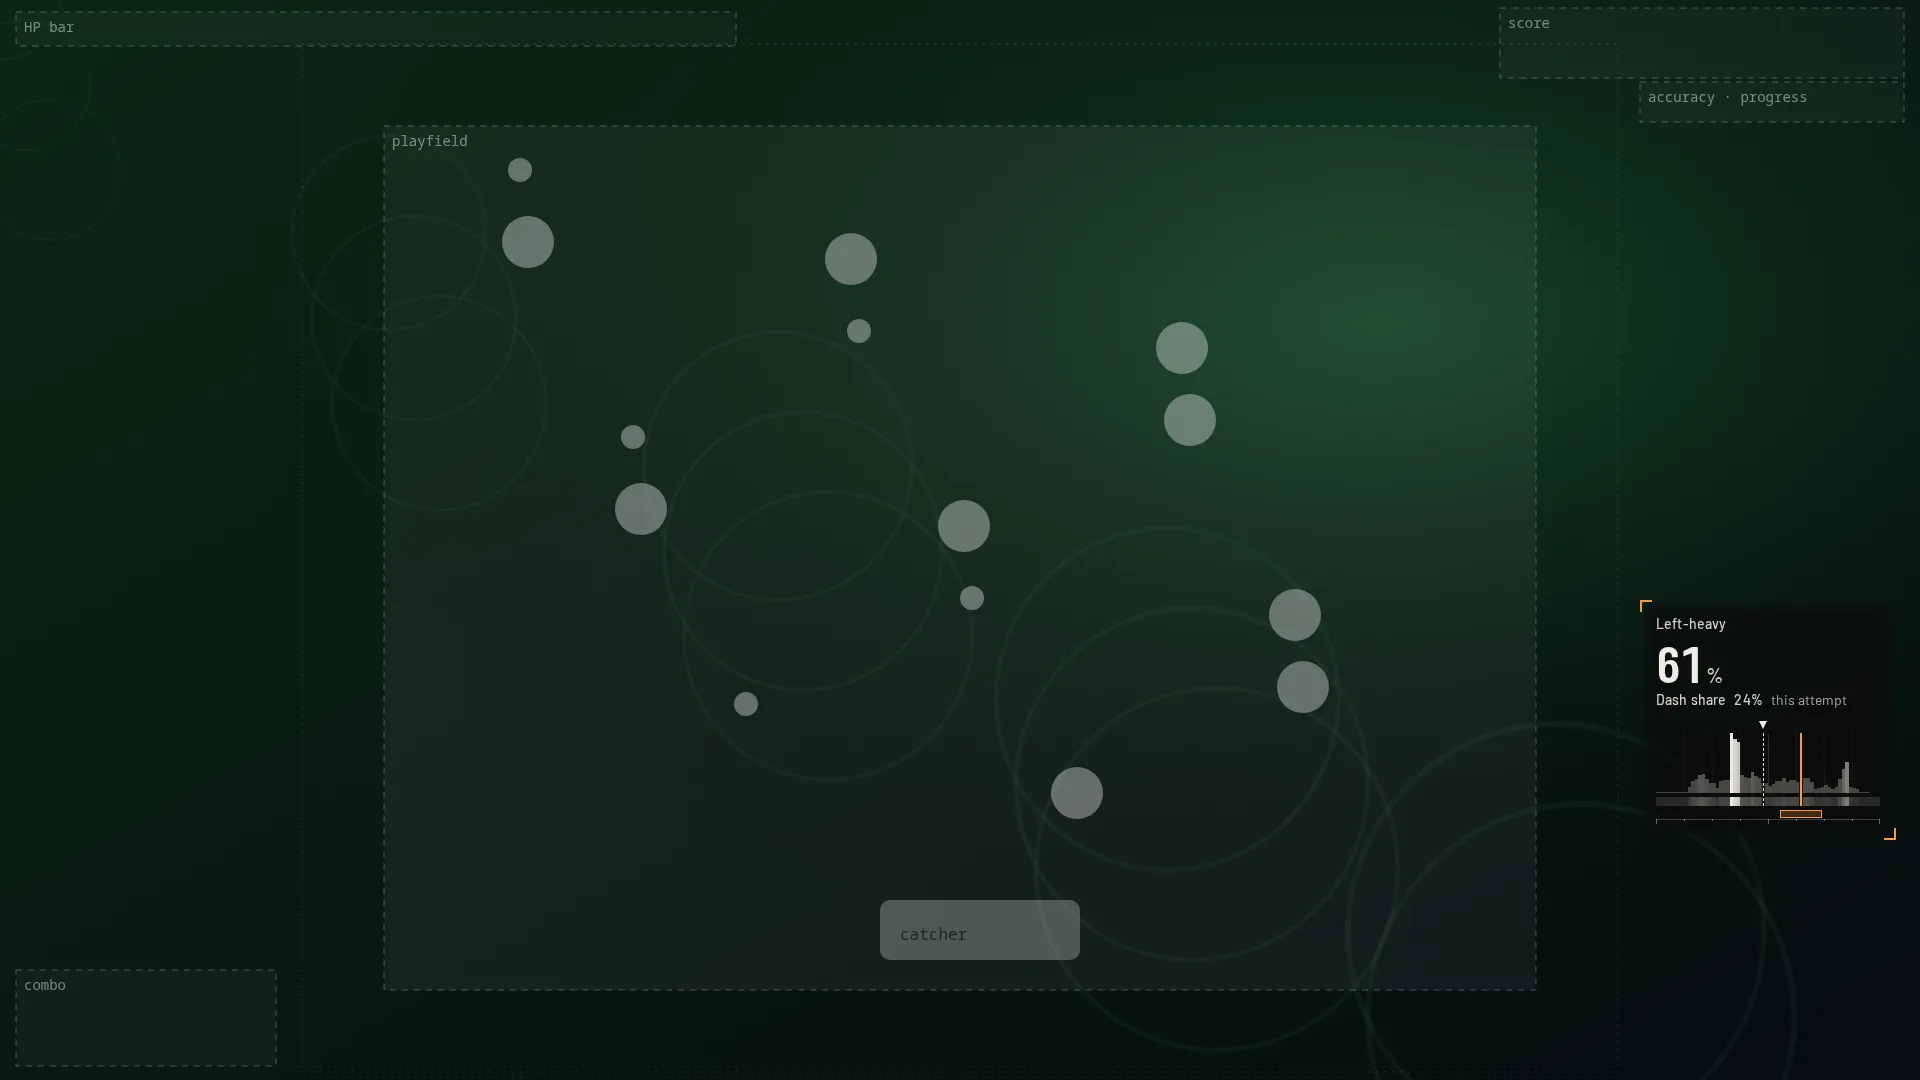 HP bar
score
accuracy · progress
playfield
Left-heavy
61%
Dash share 24% this attempt
catcher
combo